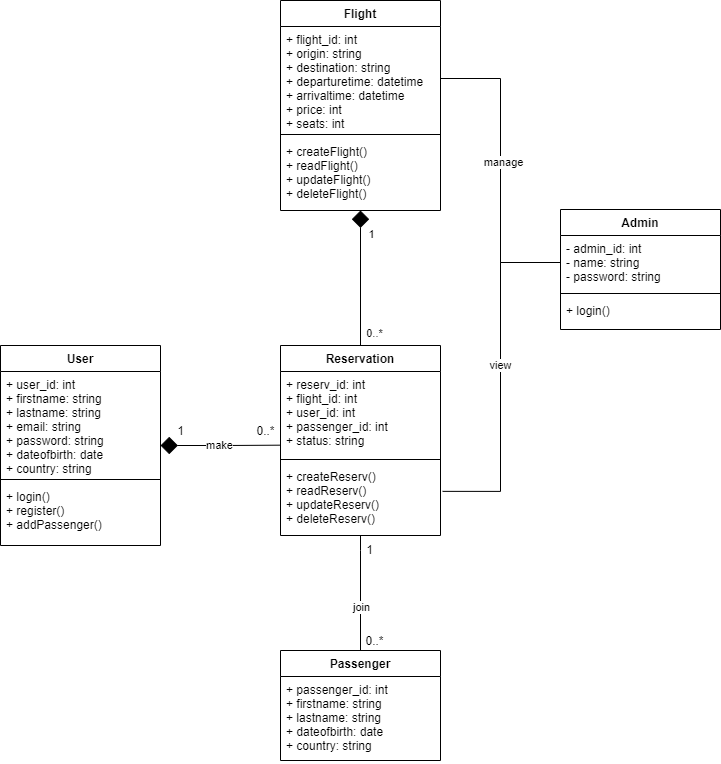 Flight
+ flight_id: int
+ origin: string
+ destination: string
+ departuretime: datetime
+ arrivaltime: datetime
+ price: int
+ seats: int
+ createFlight()
+ readFlight()
+ updateFlight()
+ deleteFlight()
manage
1
Admin
- admin_id: int
- name: string
- password: string
+ login()
0..*
view
User
+ user_id: int
+ firstname: string
+ lastname: string
+ email: string
+ password: string
+ dateofbirth: date
+ country: string
+ login()
+ register()
+ addPassenger()
1
make
0..*
Reservation
+ reserv_id: int
+ flight_id: int
+ user_id: int
+ passenger_id: int
+ status: string
+ createReserv()
+ readReserv()
+ updateReserv()
+ deleteReserv()
1
join
0..*
Passenger
+ passenger_id: int
+ firstname: string
+ lastname: string
+ dateofbirth: date
+ country: string